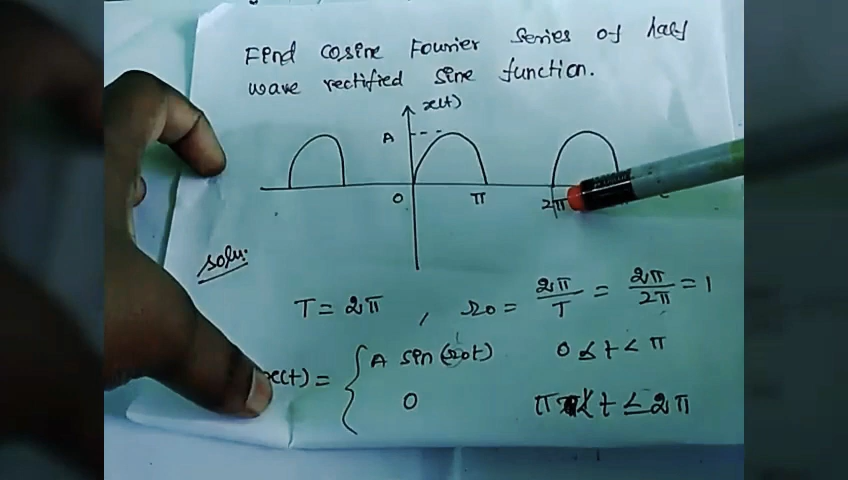 Find cosine Fourier series of half
wave rectified sine function.
x(t)
A
0 π 2π
Solu:
T = 2π , Ω0 = 2π/T = 2π/2π = 1
x(t) = { A sin(Ω0t) 0 ≤ t < π
0 π < t ≤ 2π